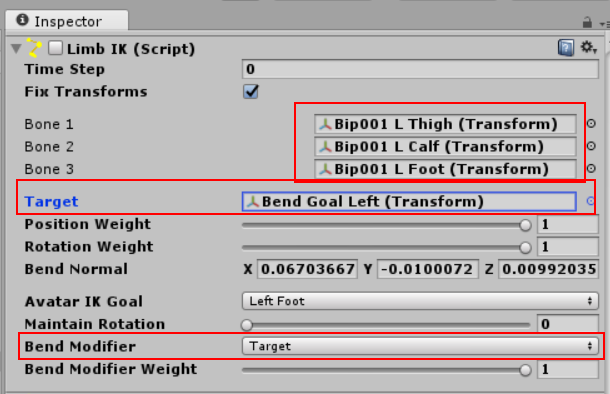 Inspector
Limb IK (Script)
Time Step 0
Fix Transforms
Bone 1 Bip001 L Thigh (Transform)
Bone 2 Bip001 L Calf (Transform)
Bone 3 Bip001 L Foot (Transform)
Target Bend Goal Left (Transform)
Position Weight 1
Rotation Weight 1
Bend Normal X 0.06703667 Y -0.0100072 Z 0.00992035
Avatar IK Goal Left Foot
Maintain Rotation 0
Bend Modifier Target
Bend Modifier Weight 1